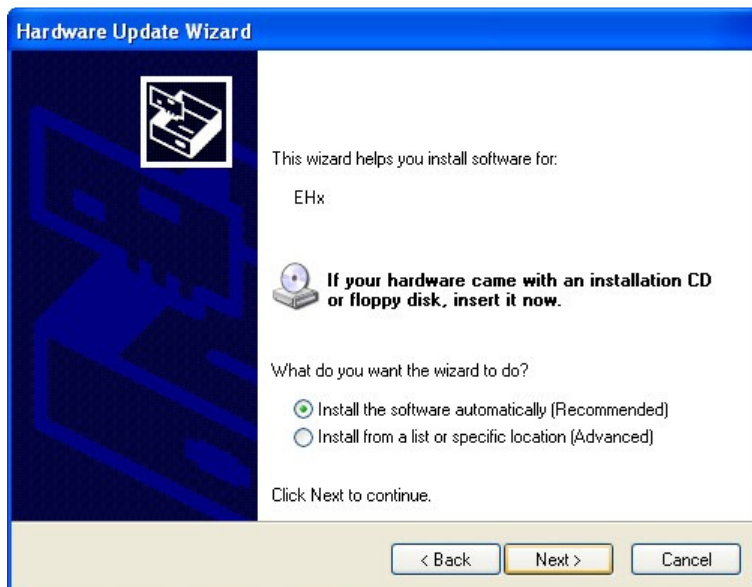 Hardware Update Wizard
This wizard helps you install software for:
EHx
If your hardware came with an installation CD
or floppy disk, insert it now.
What do you want the wizard to do?
Install the software automatically (Recommended)
Install from a list or specific location (Advanced)
Click Next to continue.
< Back Next > Cancel